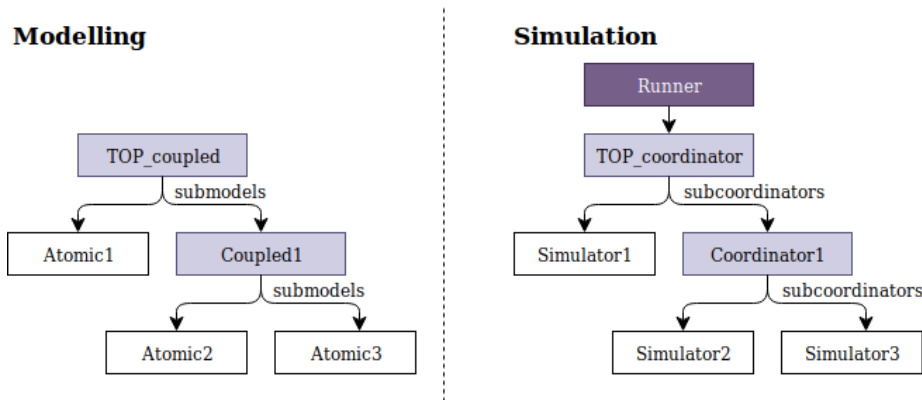 Modelling
TOP_coupled
submodels
Atomic1
Coupled1
submodels
Atomic2
Atomic3
Simulation
Runner
TOP_coordinator
subcoordinators
Simulator1
Coordinator1
subcoordinators
Simulator2
Simulator3